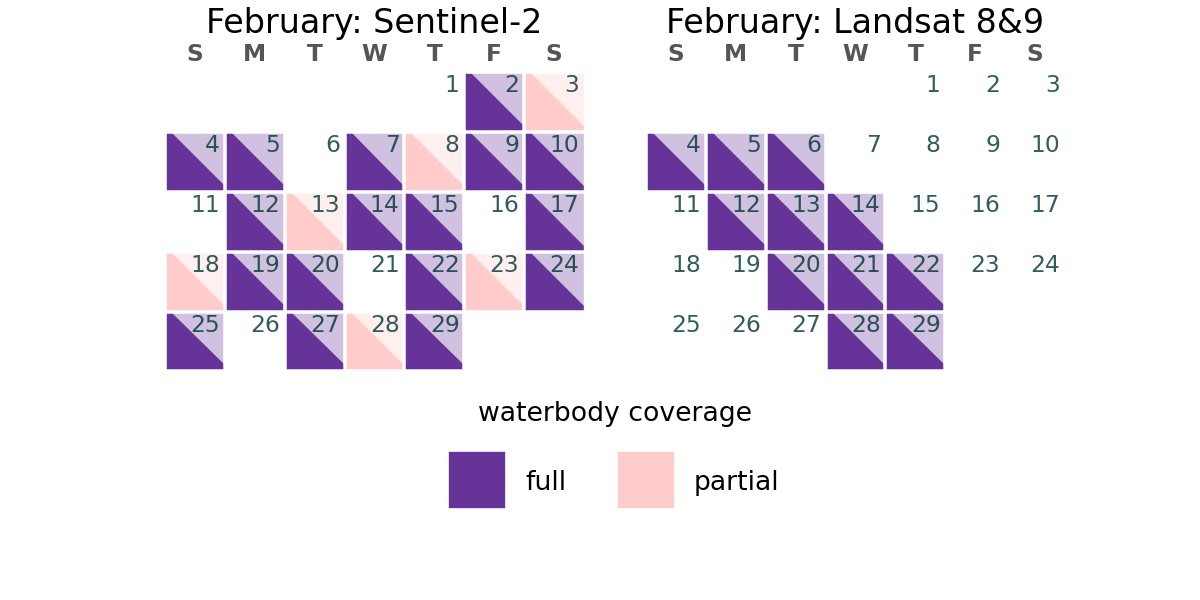 February: Sentinel-2
S M T W T F S
1 2 3
4 5 6 7 8 9 10
11 12 13 14 15 16 17
18 19 20 21 22 23 24
25 26 27 28 29
February: Landsat 8&9
S M T W T F S
1 2 3
4 5 6 7 8 9 10
11 12 13 14 15 16 17
18 19 20 21 22 23 24
25 26 27 28 29
waterbody coverage
full
partial